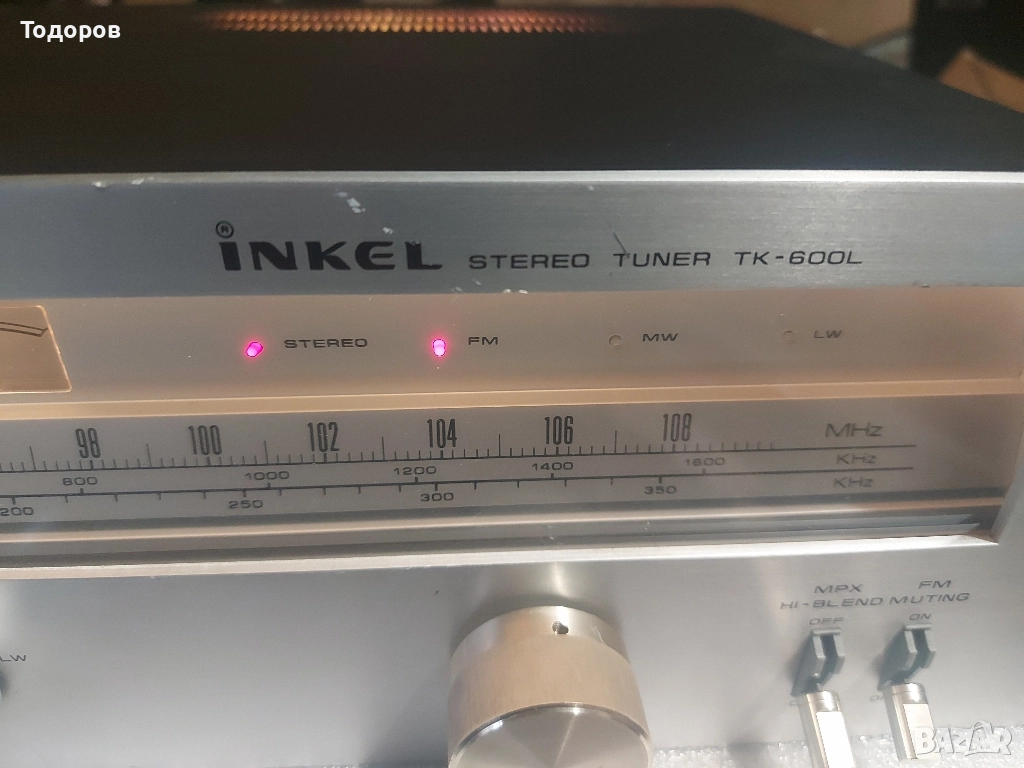 Тодоров
® INKEL STEREO TUNER TK-600L
STEREO FM MW LW
98 100 102 104 106 108 MHz
800 1000 1200 1400 1600 KHz
200 250 300 350 KHz
MPX FM
HI-BLEND MUTING
OFF ON
LW
BAZAR